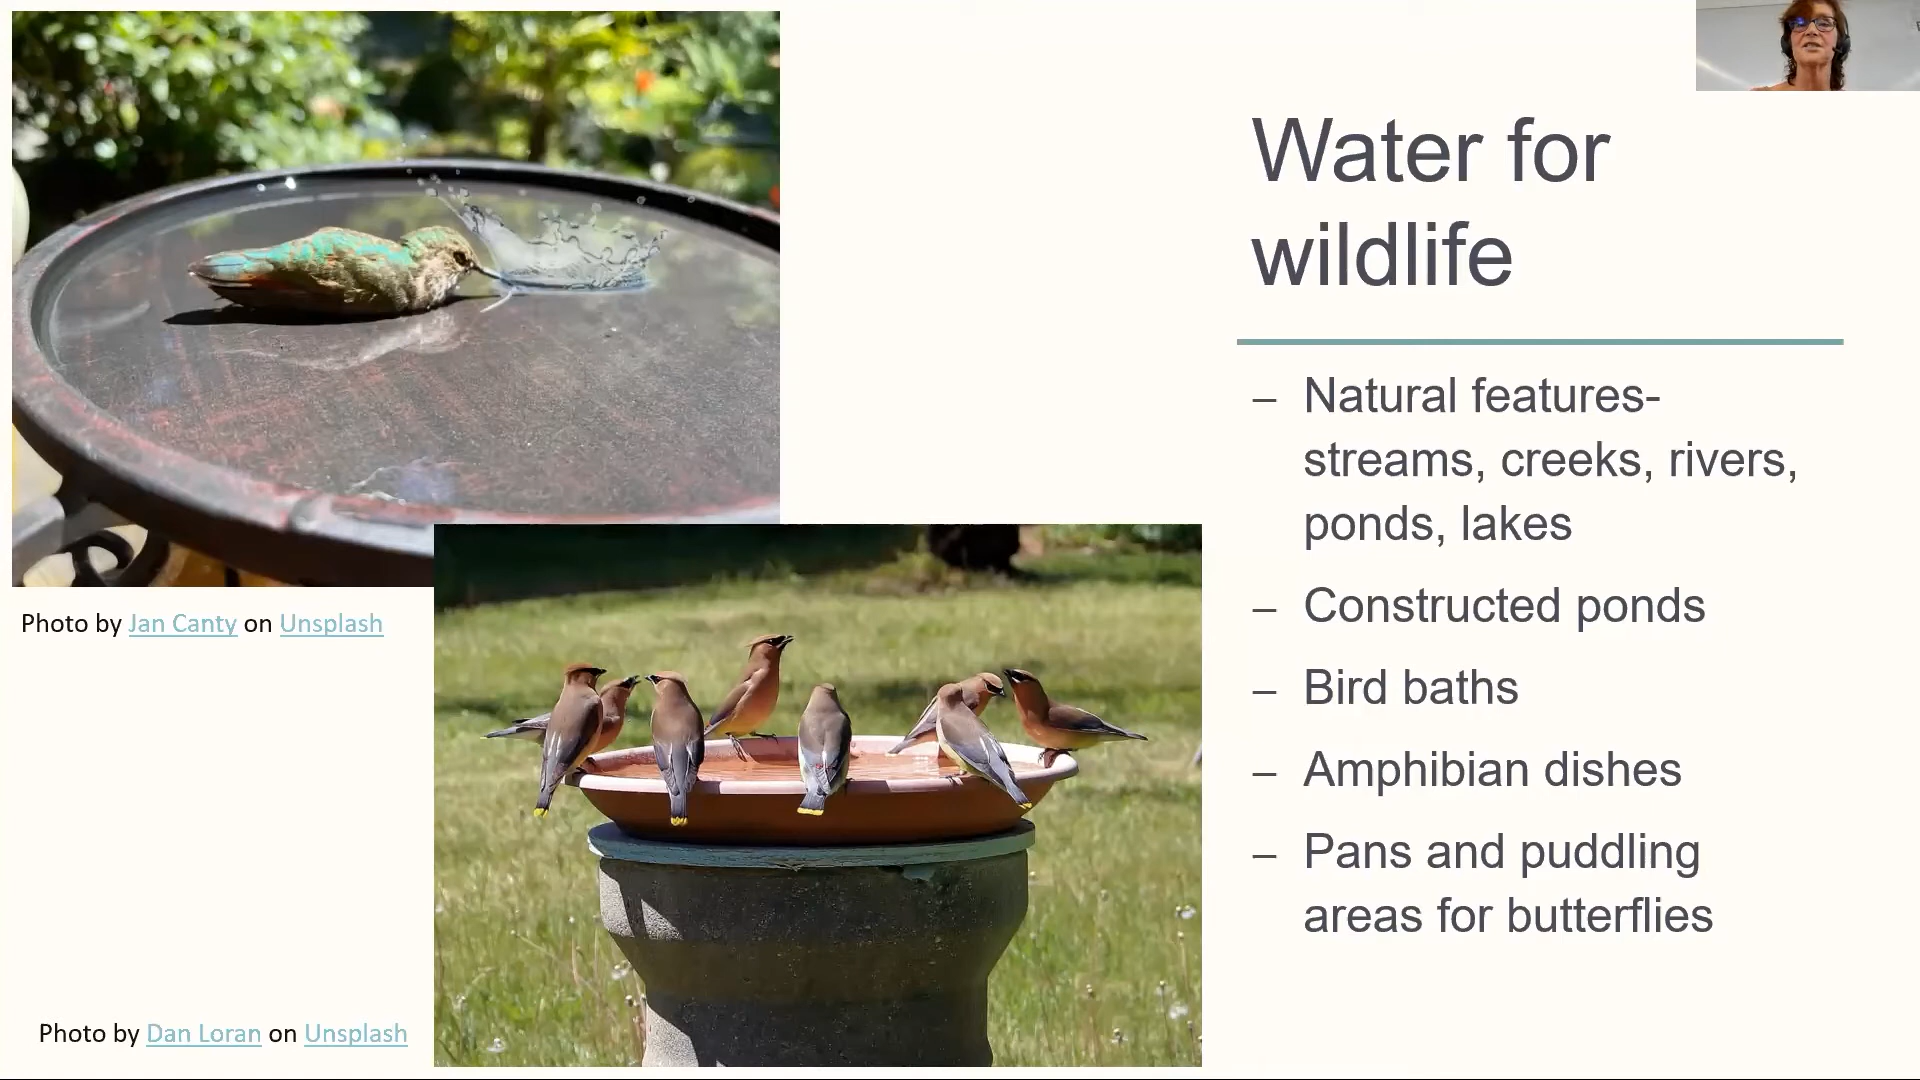 Water for
wildlife
– Natural features-
streams, creeks, rivers,
ponds, lakes
– Constructed ponds
– Bird baths
– Amphibian dishes
– Pans and puddling
areas for butterflies
Photo by Jan Canty on Unsplash
Photo by Dan Loran on Unsplash